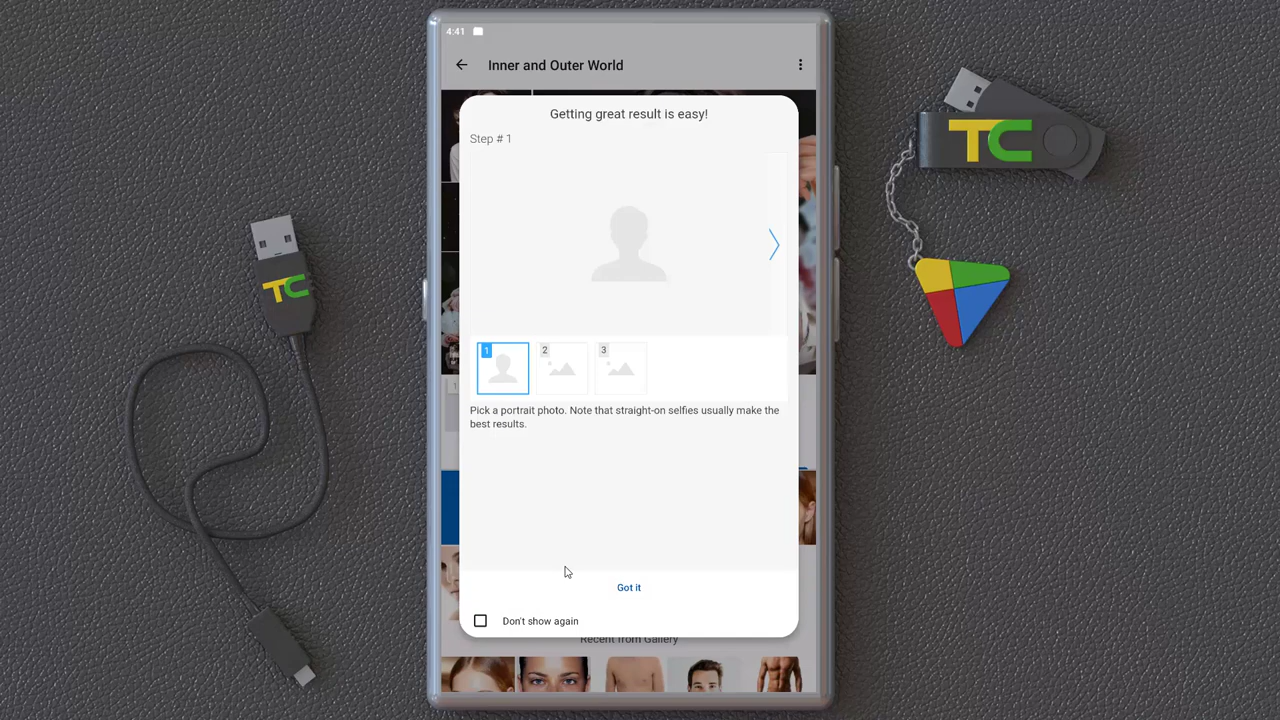 4:41
Inner and Outer World
Getting great result is easy!
Step # 1
1
2
3
Pick a portrait photo. Note that straight-on selfies usually make the
best results.
1
Got it
Don't show again
Recent from Gallery
TC
TC